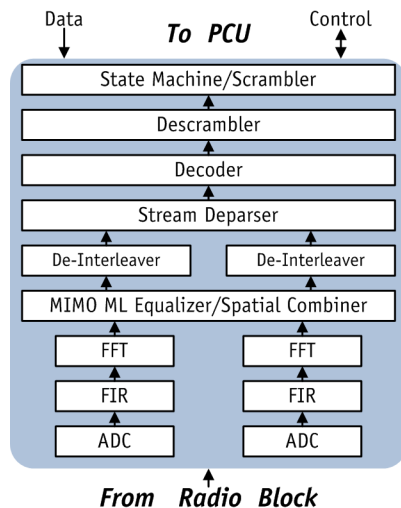 Data
Control
To PCU
State Machine/Scrambler
Descrambler
Decoder
Stream Deparser
De-Interleaver
De-Interleaver
MIMO ML Equalizer/Spatial Combiner
FFT
FFT
FIR
FIR
ADC
ADC
From Radio Block